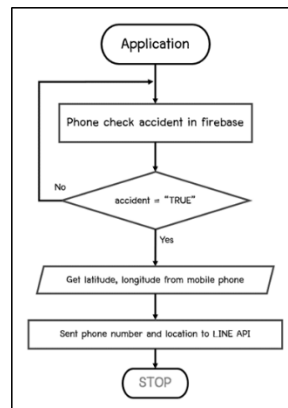 Application
Phone check accident in firebase
No
accident = "TRUE"
Yes
Get latitude, longitude from mobile phone
Sent phone number and location to LINE API
STOP